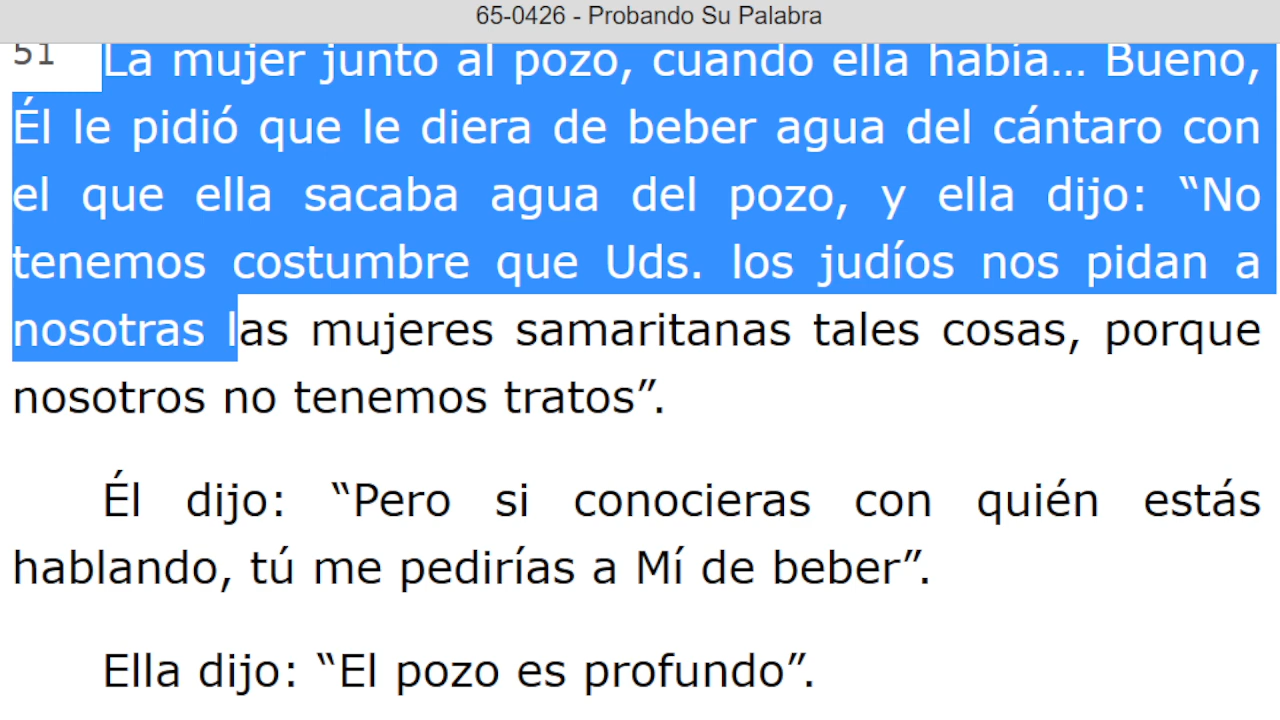 65-0426 - Probando Su Palabra
51 La mujer junto al pozo, cuando ella había... Bueno,
Él le pidió que le diera de beber agua del cántaro con
el que ella sacaba agua del pozo, y ella dijo: “No
tenemos costumbre que Uds. los judíos nos pidan a
nosotras las mujeres samaritanas tales cosas, porque
nosotros no tenemos tratos”.
Él dijo: “Pero si conocieras con quién estás
hablando, tú me pedirías a Mí de beber”.
Ella dijo: “El pozo es profundo”.